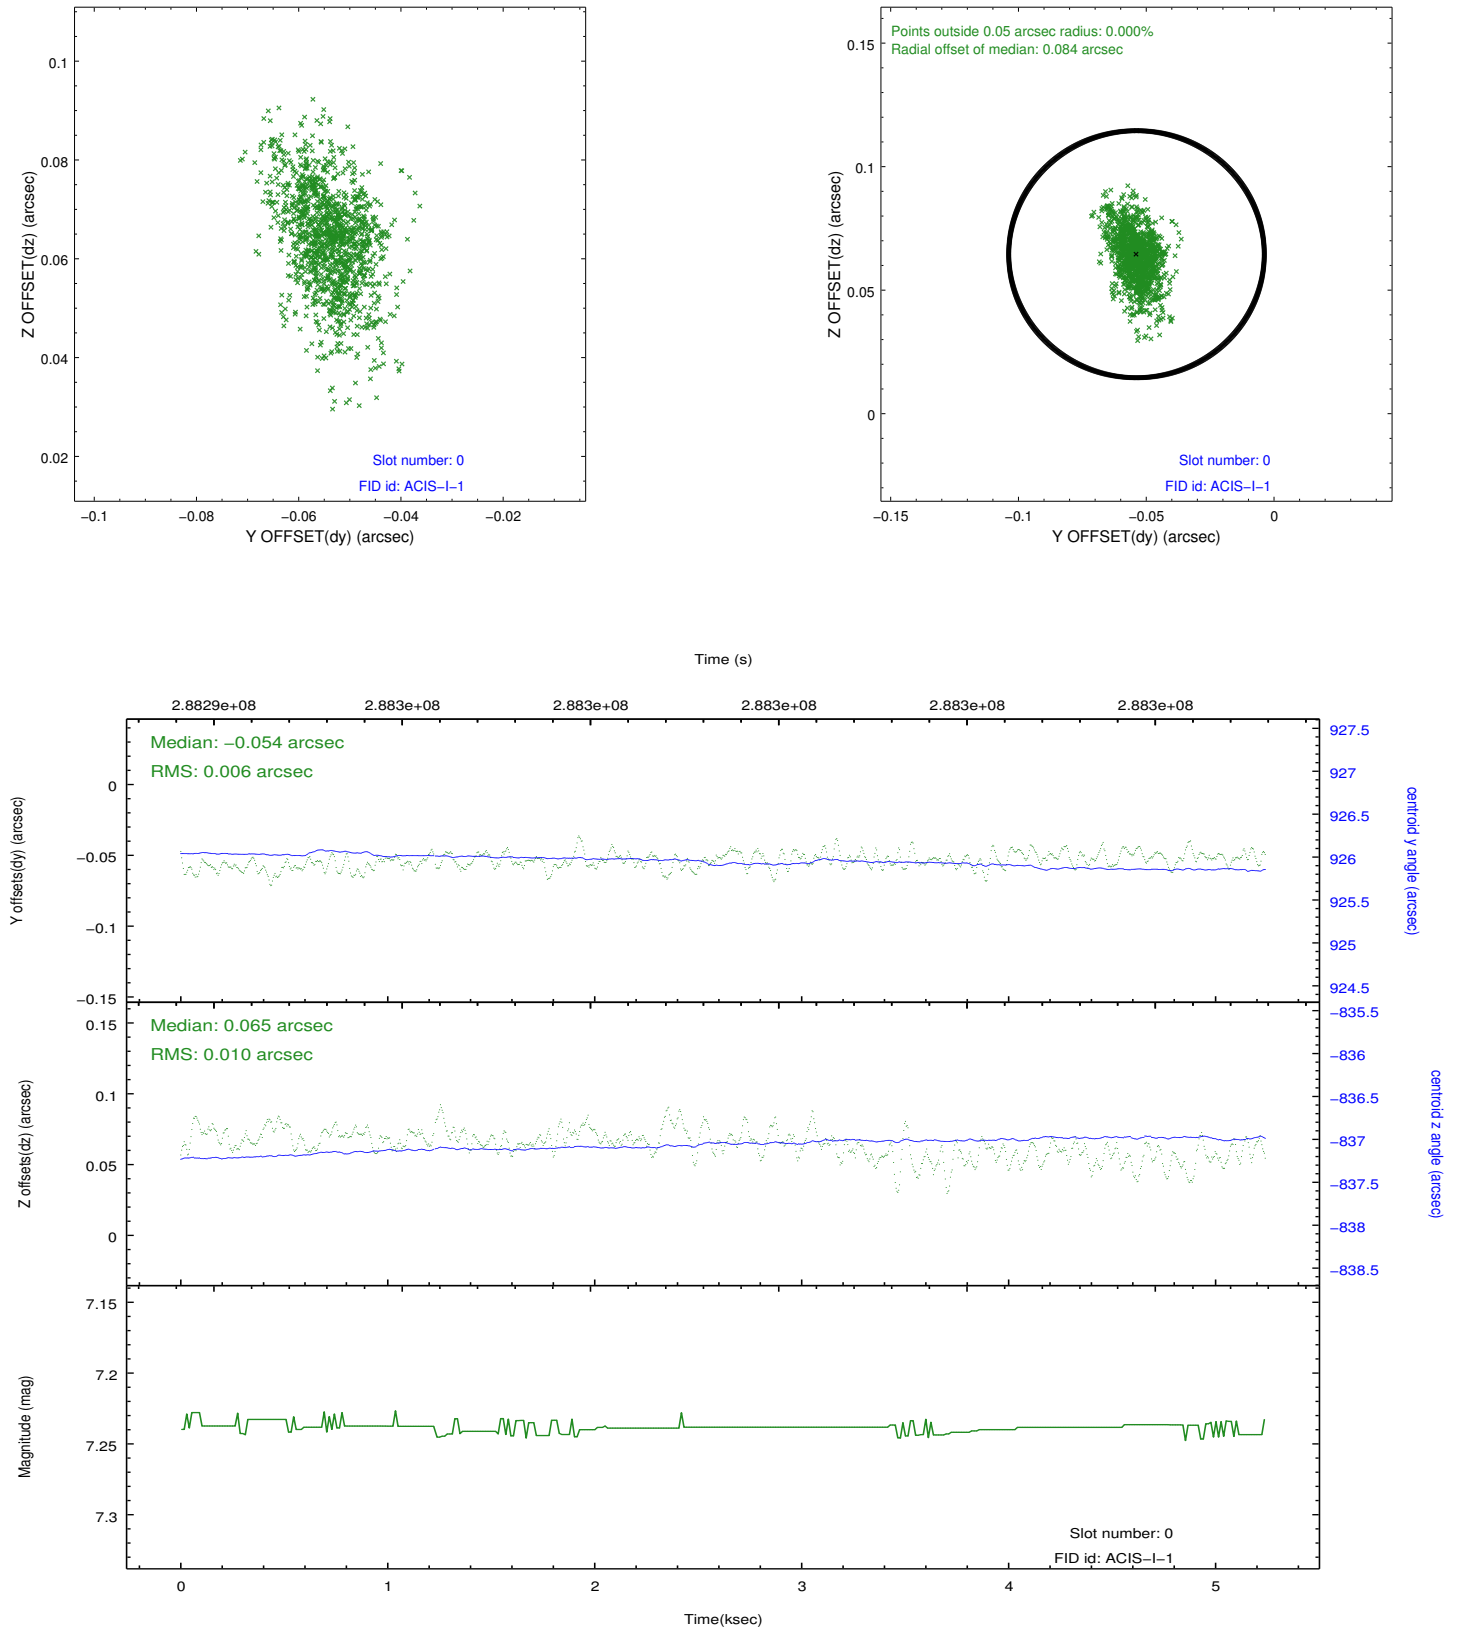 0.1
0.08
0.06
0.04
0.02
Z OFFSET(dz) (arcsec)
Slot number: 0
FID id: ACIS−I−1
−0.1
−0.08
−0.06
−0.04
−0.02
Y OFFSET(dy) (arcsec)
Points outside 0.05 arcsec radius: 0.000%
Radial offset of median: 0.084 arcsec
0.15
0.1
0.05
0
Z OFFSET(dz) (arcsec)
Slot number: 0
FID id: ACIS−I−1
−0.15
−0.1
−0.05
0
Y OFFSET(dy) (arcsec)
Time (s)
2.8829e+08
2.883e+08
2.883e+08
2.883e+08
2.883e+08
2.883e+08
Median: −0.054 arcsec
RMS: 0.006 arcsec
0
−0.05
−0.1
−0.15
Y offsets(dy) (arcsec)
927.5
927
926.5
926
925.5
925
924.5
centroid y angle (arcsec)
Median: 0.065 arcsec
RMS: 0.010 arcsec
0.15
0.1
0.05
0
Z offsets(dz) (arcsec)
−835.5
−836
−836.5
−837
−837.5
−838
−838.5
centroid z angle (arcsec)
7.15
7.2
7.25
7.3
Magnitude (mag)
Slot number: 0
FID id: ACIS−I−1
0
1
2
3
4
5
Time(ksec)